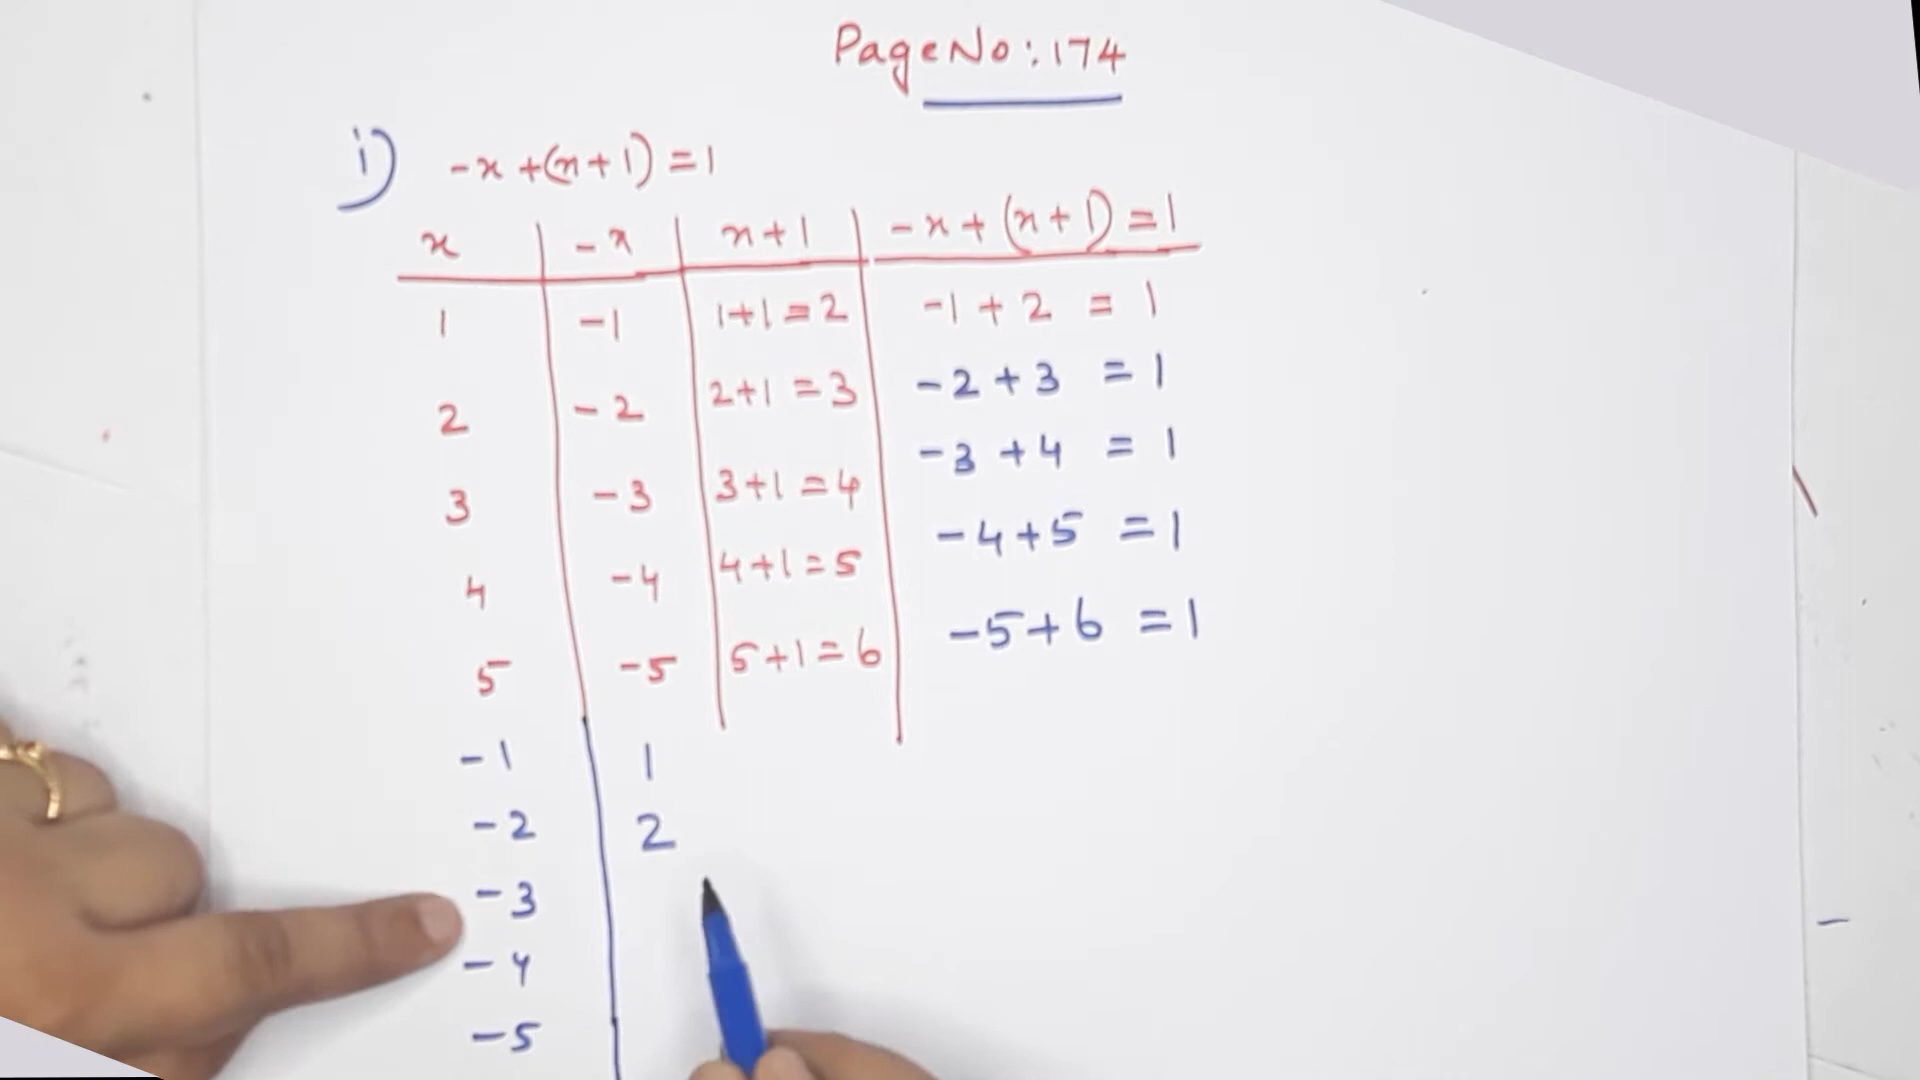 Page No: 174
i) -x + (x+1) = 1
x | -x | x+1 | -x + (x+1) = 1
1 | -1 | 1+1 = 2 | -1 + 2 = 1
2 | -2 | 2+1 = 3 | -2 + 3 = 1
3 | -3 | 3+1 = 4 | -3 + 4 = 1
4 | -4 | 4+1 = 5 | -4 + 5 = 1
5 | -5 | 5+1 = 6 | -5 + 6 = 1
-1 | 1
-2 | 2
-3
-4
-5